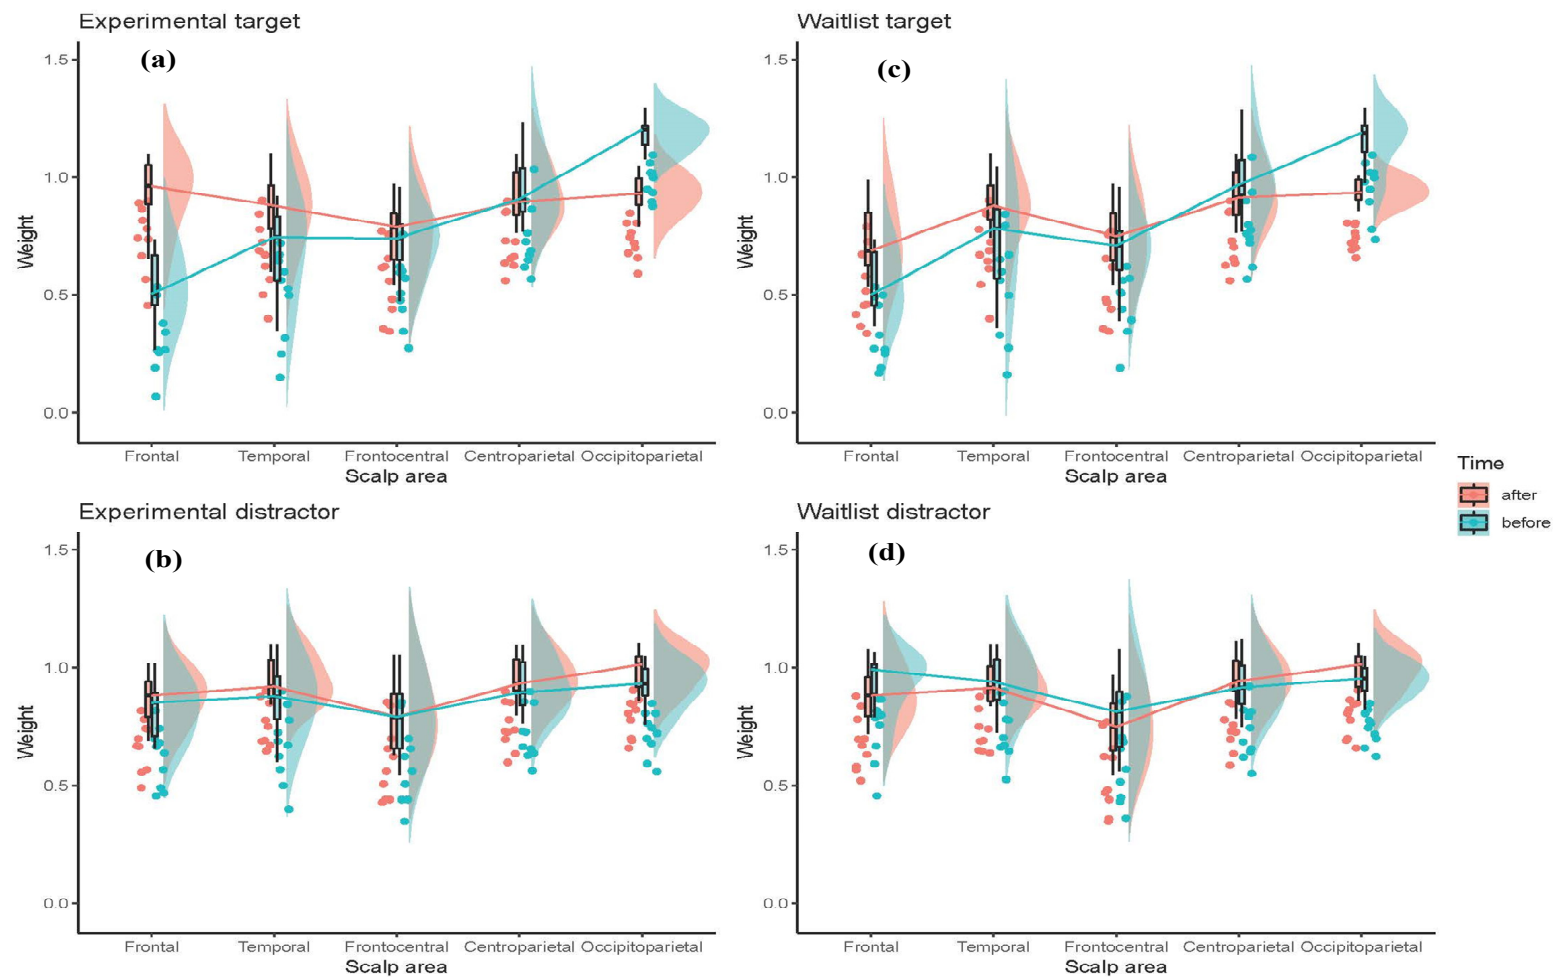 Experimental target
(a)
1.5
1.0
0.5
0.0
Weight
Frontal Temporal Frontocentral Centroparietal Occipitoparietal
Scalp area
Waitlist target
(c)
1.5
1.0
0.5
0.0
Weight
Frontal Temporal Frontocentral Centroparietal Occipitoparietal
Scalp area
Time
after
before
Experimental distractor
(b)
1.5
1.0
0.5
0.0
Weight
Frontal Temporal Frontocentral Centroparietal Occipitoparietal
Scalp area
Waitlist distractor
(d)
1.5
1.0
0.5
0.0
Weight
Frontal Temporal Frontocentral Centroparietal Occipitoparietal
Scalp area